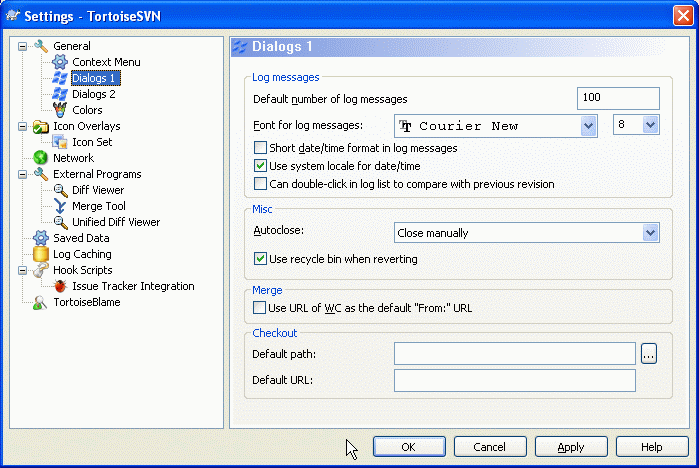 Settings - TortoiseSVN
General
Context Menu
Dialogs 1
Dialogs 2
Colors
Icon Overlays
Icon Set
Network
External Programs
Diff Viewer
Merge Tool
Unified Diff Viewer
Saved Data
Log Caching
Hook Scripts
Issue Tracker Integration
TortoiseBlame
Dialogs 1
Log messages
Default number of log messages 100
Font for log messages: Courier New 8
Short date/time format in log messages
Use system locale for date/time
Can double-click in log list to compare with previous revision
Misc
Autoclose: Close manually
Use recycle bin when reverting
Merge
Use URL of WC as the default "From:" URL
Checkout
Default path: ...
Default URL:
OK Cancel Apply Help